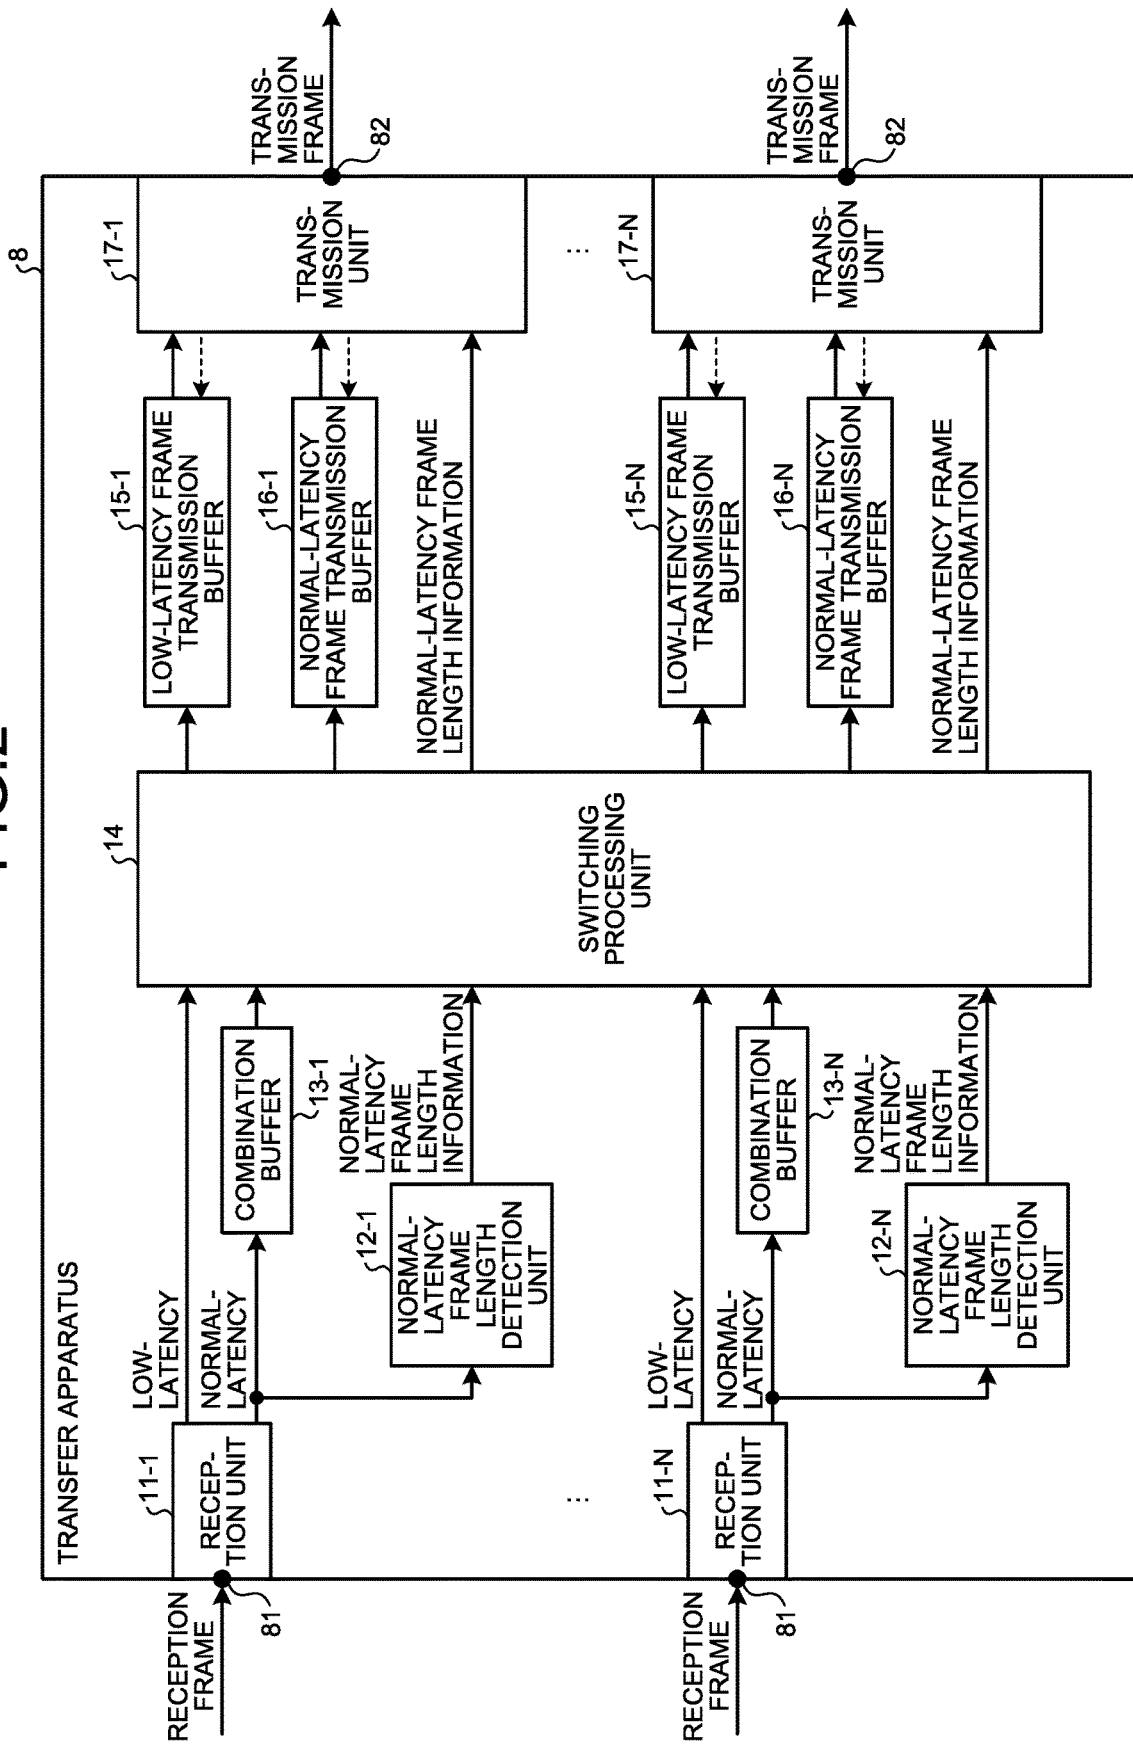 TRANSFER APPARATUS
8
RECEPTION
FRAME
81
11-1
RECEP-
TION UNIT
LOW-
LATENCY
NORMAL-
LATENCY
12-1
NORMAL-
LATENCY
FRAME
LENGTH
DETECTION
UNIT
COMBINATION
BUFFER
13-1
NORMAL-
LATENCY
FRAME
LENGTH
INFORMATION
14
SWITCHING
PROCESSING
UNIT
15-1
LOW-LATENCY FRAME
TRANSMISSION
BUFFER
16-1
NORMAL-LATENCY
FRAME TRANSMISSION
BUFFER
NORMAL-LATENCY FRAME
LENGTH INFORMATION
17-1
TRANS-
MISSION
UNIT
TRANS-
MISSION
FRAME
82
...
...
RECEPTION
FRAME
81
11-N
RECEP-
TION UNIT
LOW-
LATENCY
NORMAL-
LATENCY
12-N
NORMAL-
LATENCY
FRAME
LENGTH
DETECTION
UNIT
COMBINATION
BUFFER
13-N
NORMAL-
LATENCY
FRAME
LENGTH
INFORMATION
15-N
LOW-LATENCY FRAME
TRANSMISSION
BUFFER
16-N
NORMAL-LATENCY
FRAME TRANSMISSION
BUFFER
NORMAL-LATENCY FRAME
LENGTH INFORMATION
17-N
TRANS-
MISSION
UNIT
TRANS-
MISSION
FRAME
82